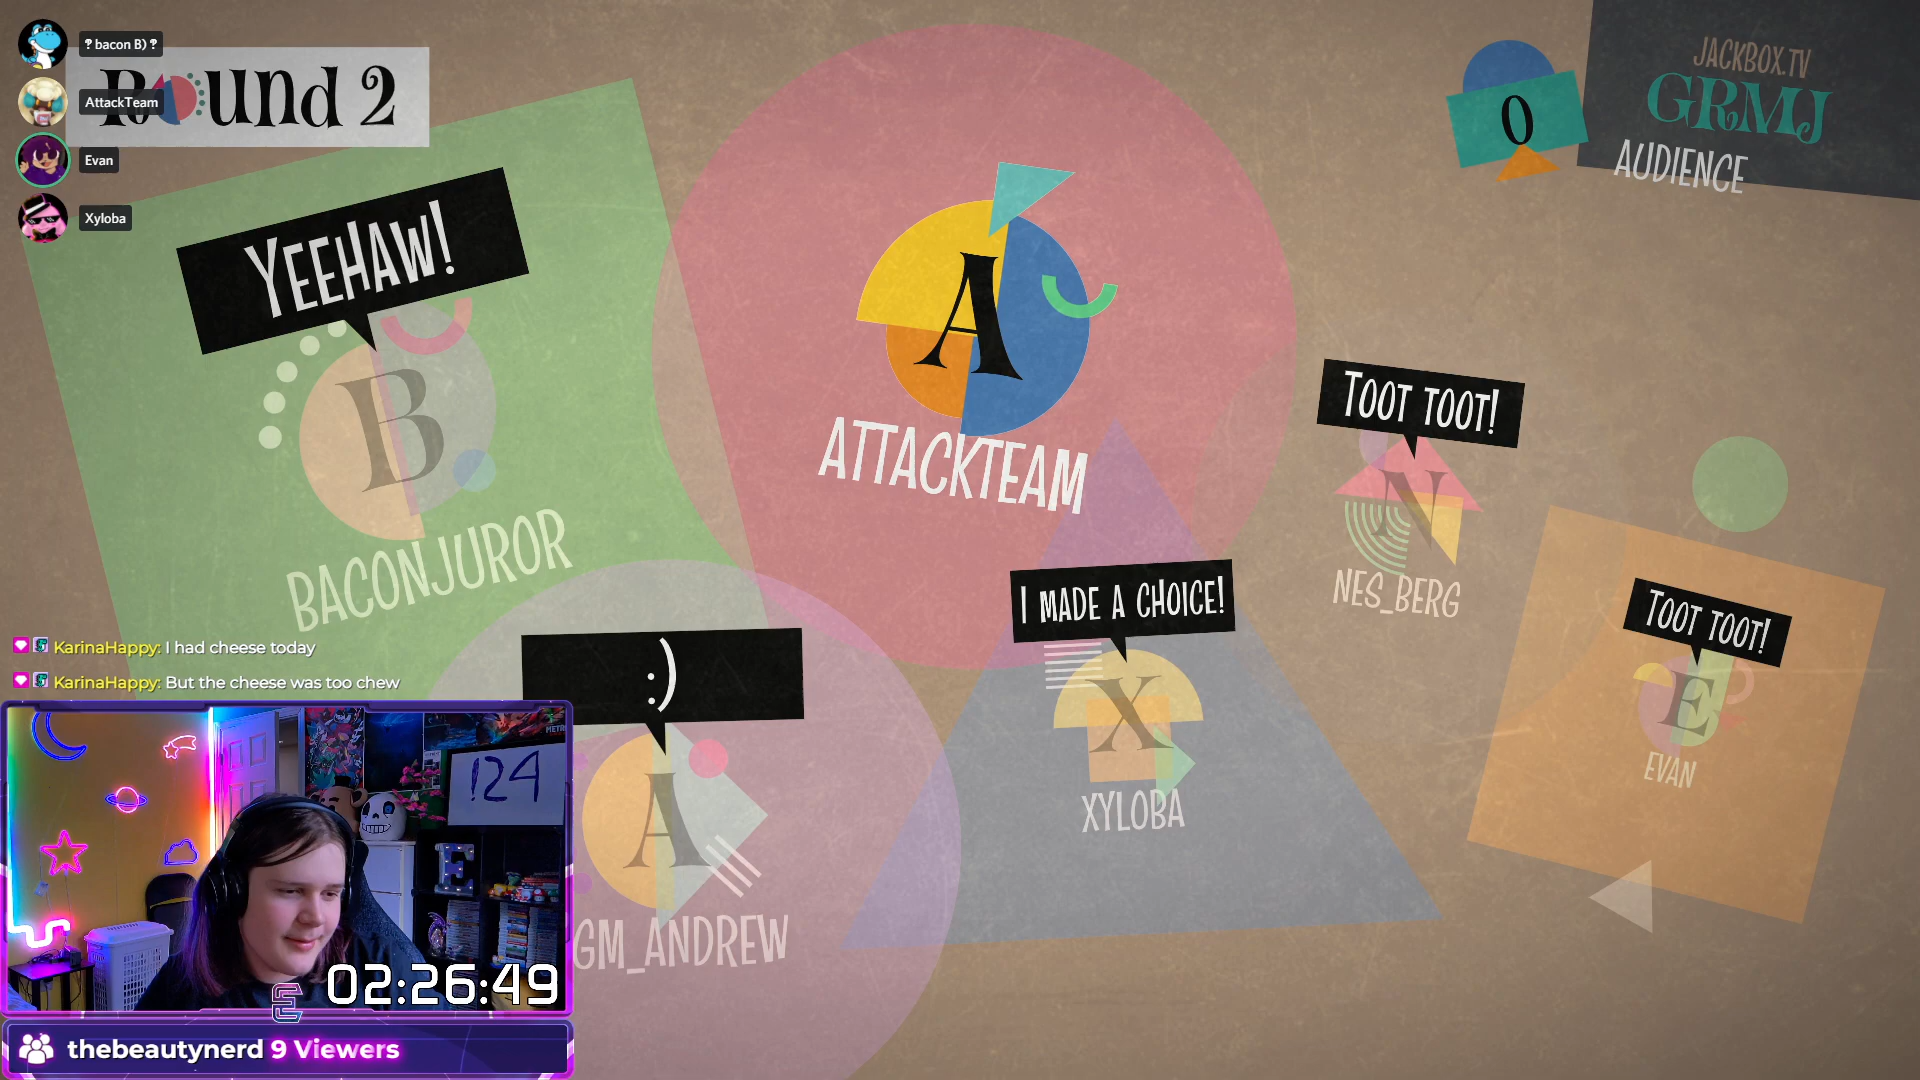 ? bacon B) ?
AttackTeam
Evan
Xyloba
Round 2
JACKBOX.TV
GRMJ
AUDIENCE
0
YEEHAW!
B
BACONJUROR
A
ATTACKTEAM
TOOT TOOT!
N
NES_BERG
I MADE A CHOICE!
X
XYLOBA
TOOT TOOT!
E
EVAN
:)
A
GM_ANDREW
KarinaHappy: I had cheese today
KarinaHappy: But the cheese was too chew
!24
E
02:26:49
thebeautynerd 9 Viewers